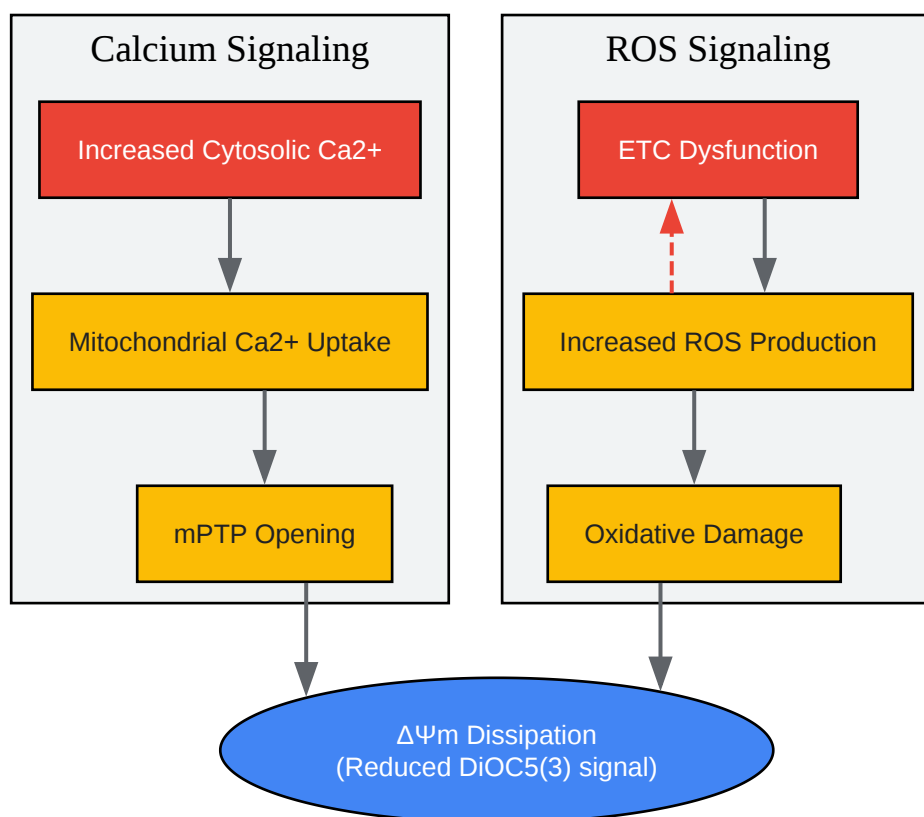 Calcium Signaling
Increased Cytosolic Ca2+
Mitochondrial Ca2+ Uptake
mPTP Opening
ROS Signaling
ETC Dysfunction
Increased ROS Production
Oxidative Damage
ΔΨm Dissipation
(Reduced DiOC5(3) signal)